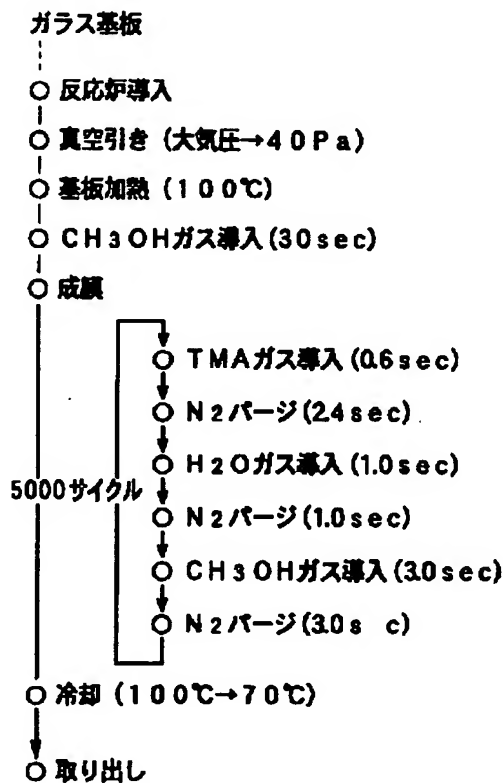 ガラス基板
反応炉導入
真空引き (大気圧→40Pa)
基板加熱 (100℃)
CH3OHガス導入 (30sec)
成膜
TMAガス導入 (0.6sec)
N2パージ (2.4sec)
H2Oガス導入 (1.0sec)
5000サイクル
N2パージ (1.0sec)
CH3OHガス導入 (3.0sec)
N2パージ (3.0s c)
冷却 (100℃→70℃)
取り出し